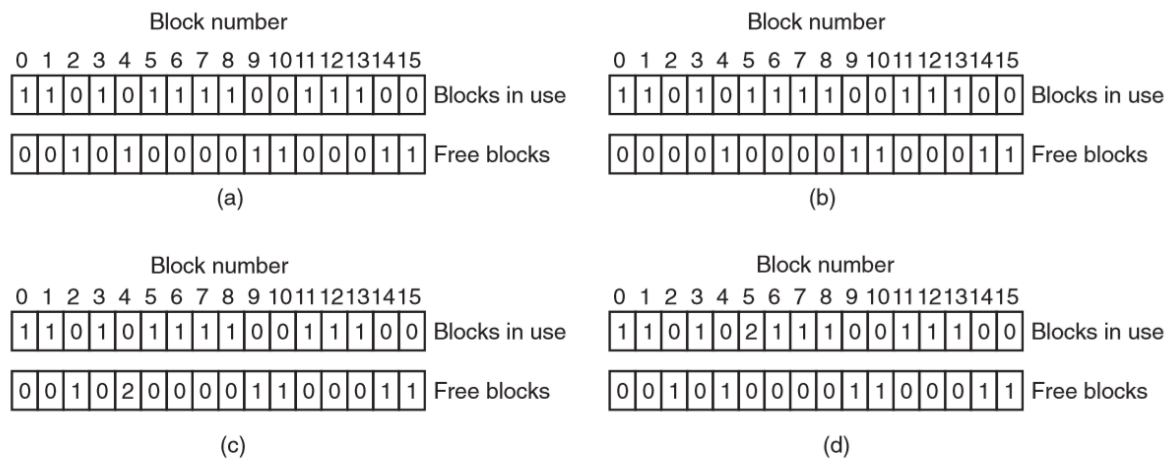 Block number
0 1 2 3 4 5 6 7 8 9 10 11 12 13 14 15
1 1 0 1 0 1 1 1 1 0 0 1 1 1 0 0 Blocks in use
0 0 1 0 1 0 0 0 0 1 1 0 0 0 1 1 Free blocks
(a)
Block number
0 1 2 3 4 5 6 7 8 9 10 11 12 13 14 15
1 1 0 1 0 1 1 1 1 0 0 1 1 1 0 0 Blocks in use
0 0 0 0 1 0 0 0 0 1 1 0 0 0 1 1 Free blocks
(b)
Block number
0 1 2 3 4 5 6 7 8 9 10 11 12 13 14 15
1 1 0 1 0 1 1 1 1 0 0 1 1 1 0 0 Blocks in use
0 0 1 0 2 0 0 0 0 1 1 0 0 0 1 1 Free blocks
(c)
Block number
0 1 2 3 4 5 6 7 8 9 10 11 12 13 14 15
1 1 0 1 0 2 1 1 1 0 0 1 1 1 0 0 Blocks in use
0 0 1 0 1 0 0 0 0 1 1 0 0 0 1 1 Free blocks
(d)